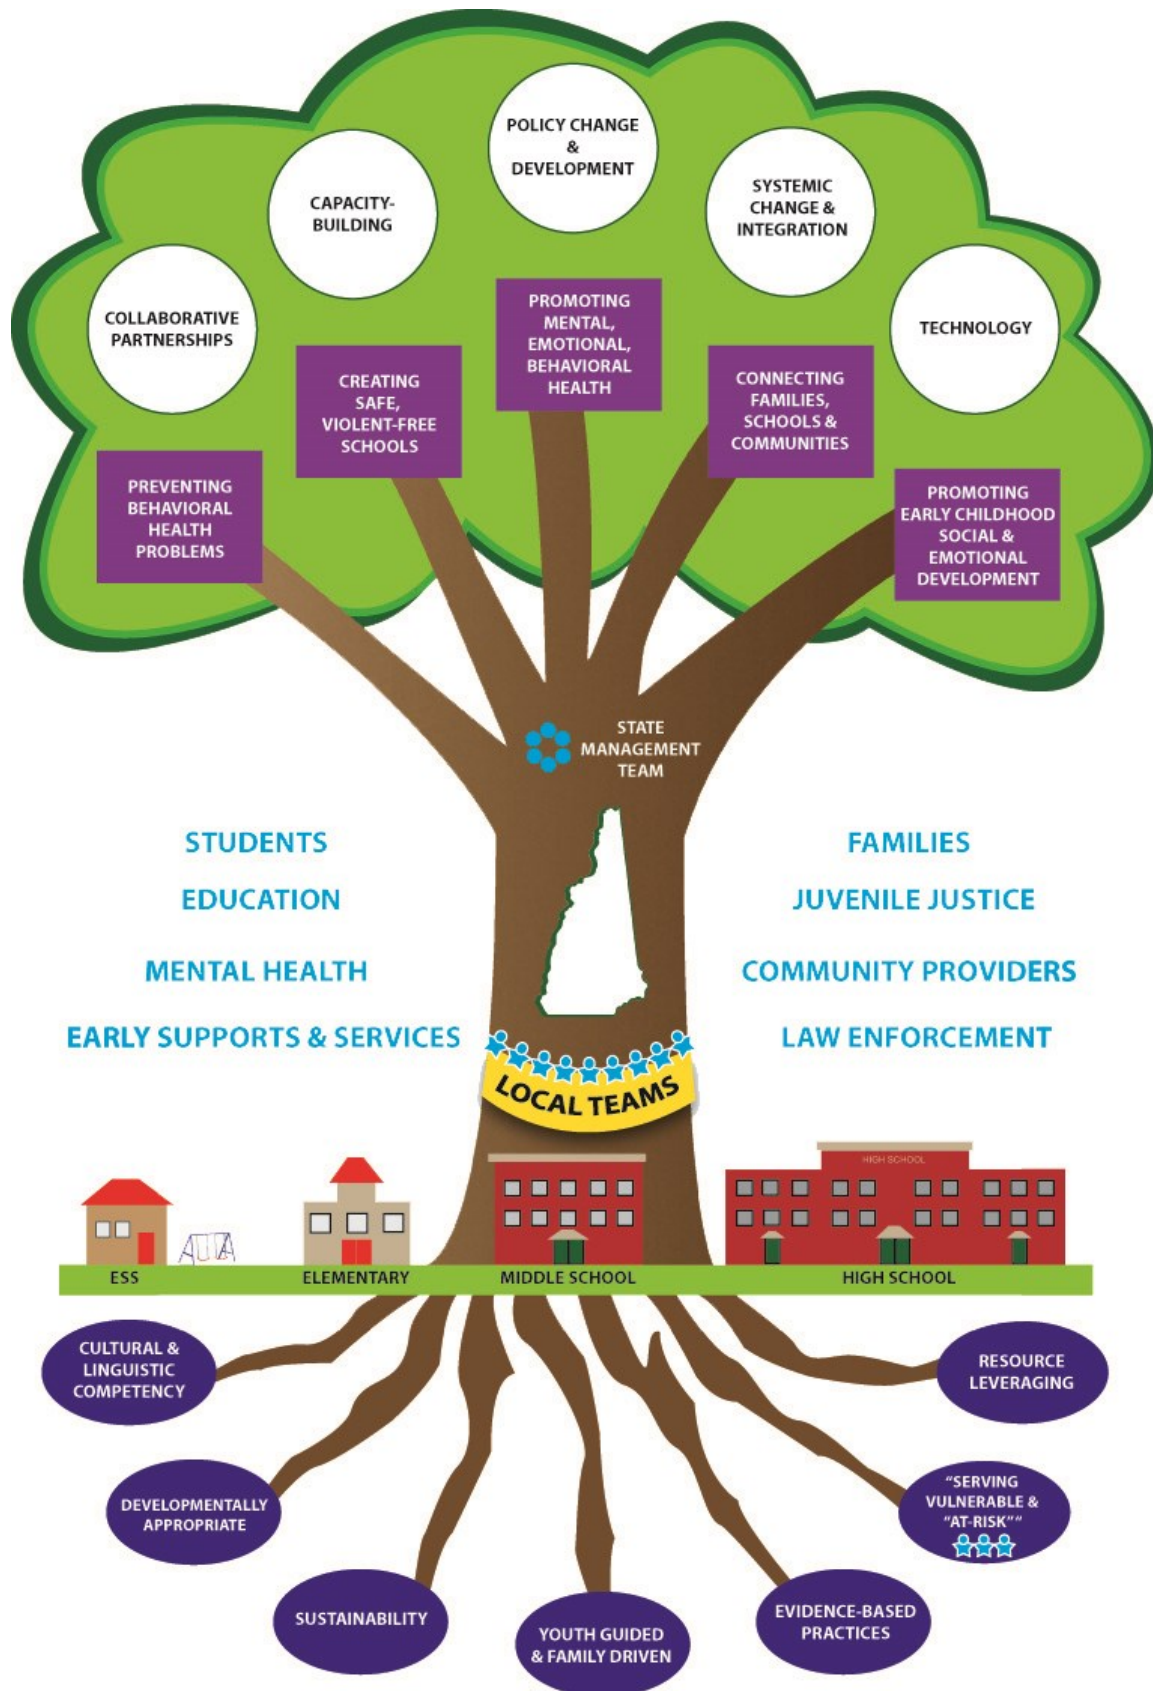 POLICY CHANGE
&
DEVELOPMENT
CAPACITY-
BUILDING
SYSTEMIC
CHANGE &
INTEGRATION
COLLABORATIVE
PARTNERSHIPS
TECHNOLOGY
PROMOTING
MENTAL,
EMOTIONAL,
BEHAVIORAL
HEALTH
CREATING
SAFE,
VIOLENT-FREE
SCHOOLS
CONNECTING
FAMILIES,
SCHOOLS &
COMMUNITIES
PREVENTING
BEHAVIORAL
HEALTH
PROBLEMS
PROMOTING
EARLY CHILDHOOD
SOCIAL &
EMOTIONAL
DEVELOPMENT
STATE
MANAGEMENT
TEAM
STUDENTS
EDUCATION
MENTAL HEALTH
EARLY SUPPORTS & SERVICES
FAMILIES
JUVENILE JUSTICE
COMMUNITY PROVIDERS
LAW ENFORCEMENT
LOCAL TEAMS
HIGH SCHOOL
ESS
ELEMENTARY
MIDDLE SCHOOL
HIGH SCHOOL
CULTURAL &
LINGUISTIC
COMPETENCY
RESOURCE
LEVERAGING
DEVELOPMENTALLY
APPROPRIATE
"SERVING
VULNERABLE &
"AT-RISK""
SUSTAINABILITY
YOUTH GUIDED
& FAMILY DRIVEN
EVIDENCE-BASED
PRACTICES